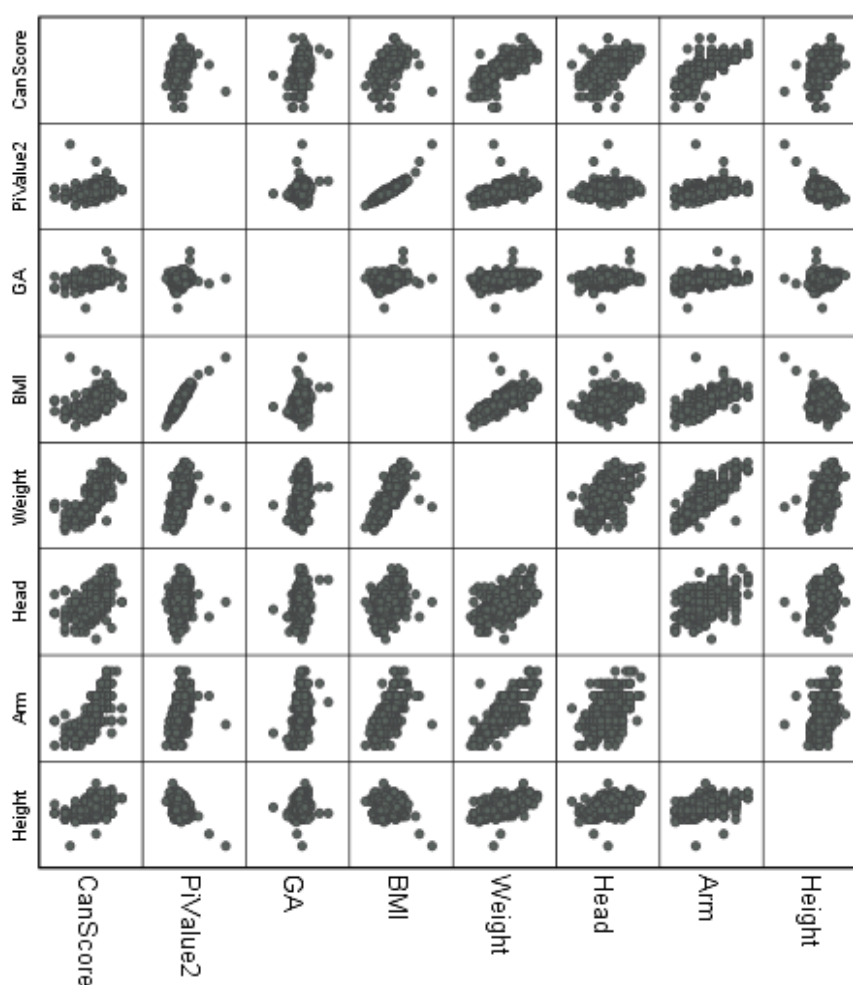 CanScore
PiValue2
GA
BMI
Weight
Head
Arm
Height
CanScore
PiValue2
GA
BMI
Weight
Head
Arm
Height